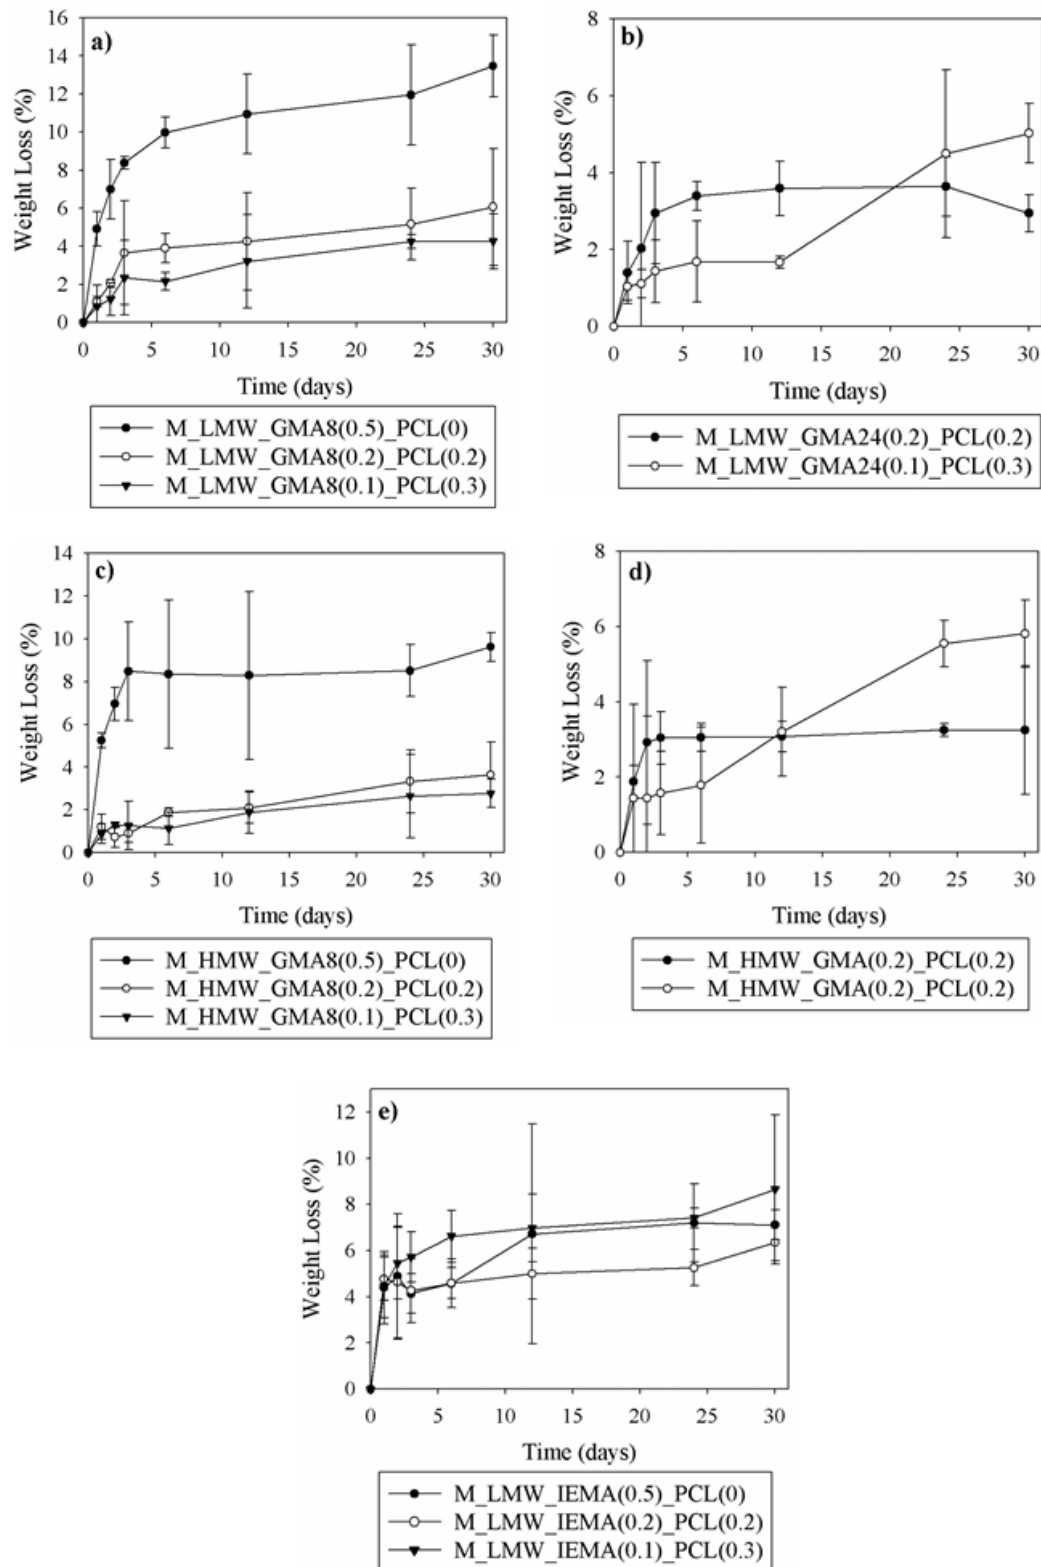 a)
16
14
12
10
8
6
4
2
0
Weight Loss (%)
0 5 10 15 20 25 30
Time (days)
M_LMW_GMA8(0.5)_PCL(0)
M_LMW_GMA8(0.2)_PCL(0.2)
M_LMW_GMA8(0.1)_PCL(0.3)
b)
8
6
4
2
0
Weight Loss (%)
0 5 10 15 20 25 30
Time (days)
M_LMW_GMA24(0.2)_PCL(0.2)
M_LMW_GMA24(0.1)_PCL(0.3)
c)
14
12
10
8
6
4
2
0
Weight Loss (%)
0 5 10 15 20 25 30
Time (days)
M_HMW_GMA8(0.5)_PCL(0)
M_HMW_GMA8(0.2)_PCL(0.2)
M_HMW_GMA8(0.1)_PCL(0.3)
d)
8
6
4
2
0
Weight Loss (%)
0 5 10 15 20 25 30
Time (days)
M_HMW_GMA(0.2)_PCL(0.2)
M_HMW_GMA(0.2)_PCL(0.2)
e)
12
10
8
6
4
2
0
Weight Loss (%)
0 5 10 15 20 25 30
Time (days)
M_LMW_IEMA(0.5)_PCL(0)
M_LMW_IEMA(0.2)_PCL(0.2)
M_LMW_IEMA(0.1)_PCL(0.3)